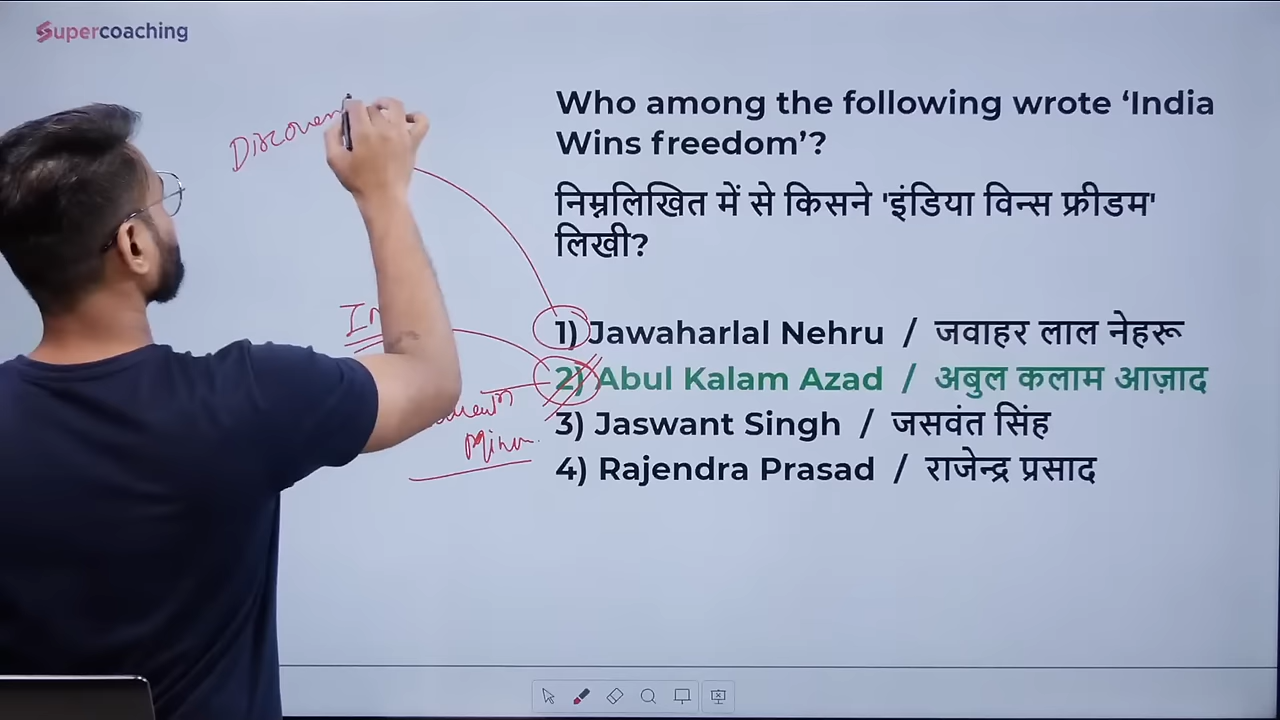 Supercoaching
Discover
Who among the following wrote ‘India
Wins freedom’?
निम्नलिखित में से किसने 'इंडिया विन्स फ्रीडम'
लिखी?
1) Jawaharlal Nehru / जवाहर लाल नेहरू
2) Abul Kalam Azad / अबुल कलाम आज़ाद
3) Jaswant Singh / जसवंत सिंह
4) Rajendra Prasad / राजेन्द्र प्रसाद